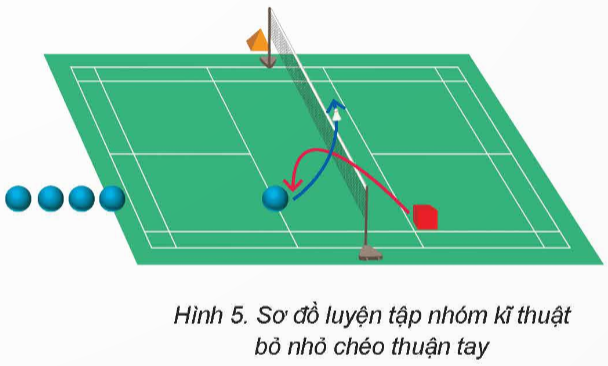 Hình 5. Sơ đồ luyện tập nhóm kĩ thuật
bỏ nhỏ chéo thuận tay